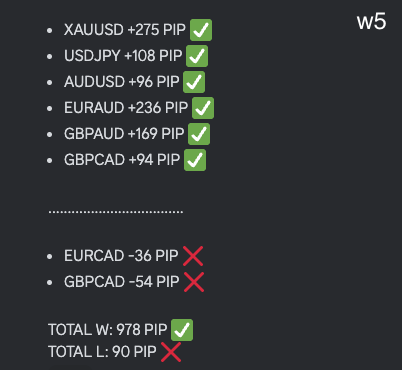 w5
• XAUUSD +275 PIP ✅
• USDJPY +108 PIP ✅
• AUDUSD +96 PIP ✅
• EURAUD +236 PIP ✅
• GBPAUD +169 PIP ✅
• GBPCAD +94 PIP ✅
...................................
• EURCAD -36 PIP ❌
• GBPCAD -54 PIP ❌
TOTAL W: 978 PIP ✅
TOTAL L: 90 PIP ❌